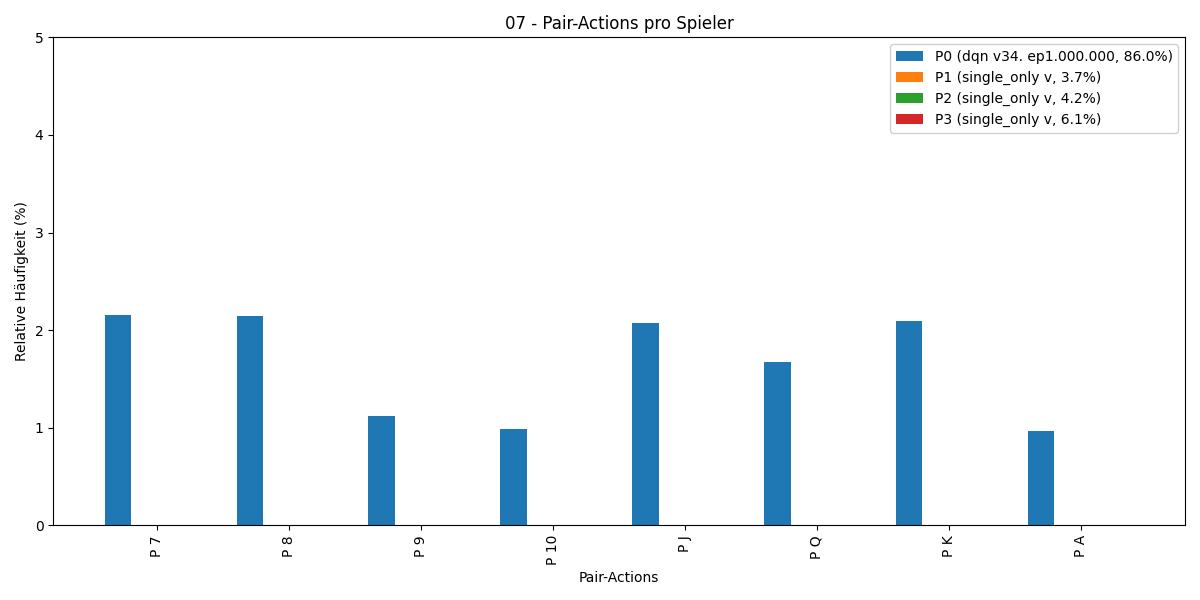 07 - Pair-Actions pro Spieler
P0 (dqn v34. ep1.000.000, 86.0%)
P1 (single_only v, 3.7%)
P2 (single_only v, 4.2%)
P3 (single_only v, 6.1%)
Relative Häufigkeit (%)
5
4
3
2
1
0
P 7
P 8
P 9
P 10
P J
P Q
P K
P A
Pair-Actions